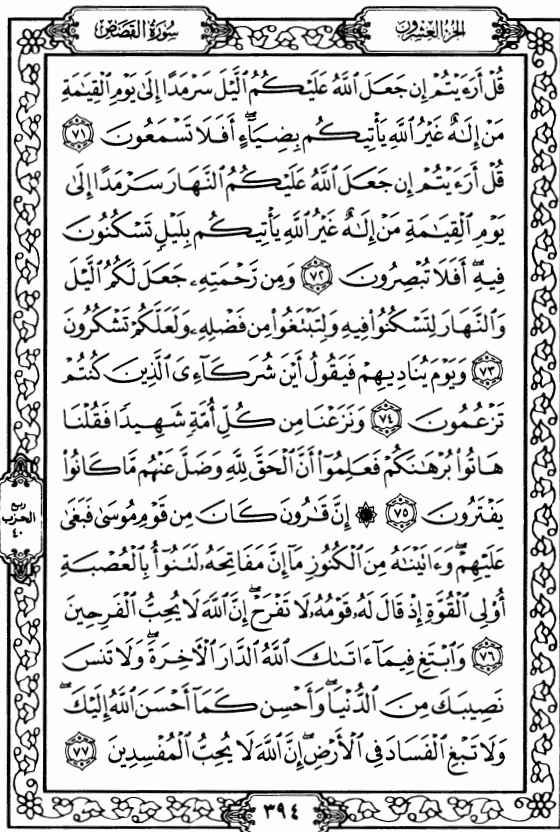 الجزء العشرون
سورة القصص
قُلْ أَرَءَيْتُمْ إِن جَعَلَ ٱللَّهُ عَلَيْكُمُ ٱلَّيْلَ سَرْمَدًا إِلَىٰ يَوْمِ ٱلْقِيَٰمَةِ
مَنْ إِلَٰهٌ غَيْرُ ٱللَّهِ يَأْتِيكُم بِضِيَآءٍ ۖ أَفَلَا تَسْمَعُونَ ٧١
قُلْ أَرَءَيْتُمْ إِن جَعَلَ ٱللَّهُ عَلَيْكُمُ ٱلنَّهَارَ سَرْمَدًا إِلَىٰ
يَوْمِ ٱلْقِيَٰمَةِ مَنْ إِلَٰهٌ غَيْرُ ٱللَّهِ يَأْتِيكُم بِلَيْلٍ تَسْكُنُونَ
فِيهِ ۖ أَفَلَا تُبْصِرُونَ ٧٢ وَمِن رَّحْمَتِهِۦ جَعَلَ لَكُمُ ٱلَّيْلَ
وَٱلنَّهَارَ لِتَسْكُنُوا۟ فِيهِ وَلِتَبْتَغُوا۟ مِن فَضْلِهِۦ وَلَعَلَّكُمْ تَشْكُرُونَ
٧٣ وَيَوْمَ يُنَادِيهِمْ فَيَقُولُ أَيْنَ شُرَكَآءِىَ ٱلَّذِينَ كُنتُمْ
تَزْعُمُونَ ٧٤ وَنَزَعْنَا مِن كُلِّ أُمَّةٍ شَهِيدًا فَقُلْنَا
هَاتُوا۟ بُرْهَٰنَكُمْ فَعَلِمُوٓا۟ أَنَّ ٱلْحَقَّ لِلَّهِ وَضَلَّ عَنْهُم مَّا كَانُوا۟
يَفْتَرُونَ ٧٥ ۞ إِنَّ قَٰرُونَ كَانَ مِن قَوْمِ مُوسَىٰ فَبَغَىٰ
عَلَيْهِمْ ۖ وَءَاتَيْنَٰهُ مِنَ ٱلْكُنُوزِ مَآ إِنَّ مَفَاتِحَهُۥ لَتَنُوٓأُ بِٱلْعُصْبَةِ
أُو۟لِى ٱلْقُوَّةِ إِذْ قَالَ لَهُۥ قَوْمُهُۥ لَا تَفْرَحْ ۖ إِنَّ ٱللَّهَ لَا يُحِبُّ ٱلْفَرِحِينَ
٧٦ وَٱبْتَغِ فِيمَآ ءَاتَىٰكَ ٱللَّهُ ٱلدَّارَ ٱلْءَاخِرَةَ ۖ وَلَا تَنسَ
نَصِيبَكَ مِنَ ٱلدُّنْيَا ۖ وَأَحْسِن كَمَآ أَحْسَنَ ٱللَّهُ إِلَيْكَ ۖ
وَلَا تَبْغِ ٱلْفَسَادَ فِى ٱلْأَرْضِ ۖ إِنَّ ٱللَّهَ لَا يُحِبُّ ٱلْمُفْسِدِينَ ٧٧
ربع
الحزب
٤٠
٣٩٤